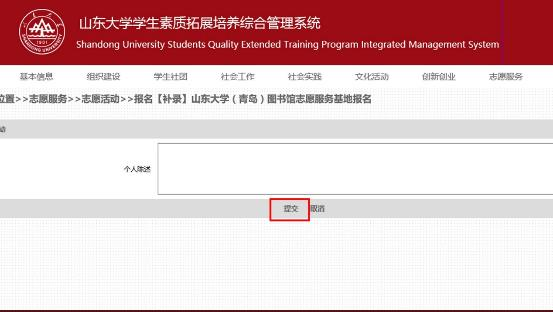 山东大学学生素质拓展培养综合管理系统
Shandong University Students Quality Extended Training Program Integrated Management System
SHANDONG UNIVERSITY
1901
基本信息 组织建设 学生社团 社会工作 社会实践 文化活动 创新创业 志愿服务
位置>>志愿服务>>志愿活动>>报名【补录】山东大学（青岛）图书馆志愿服务基地报名
动
个人陈述
提交 取消